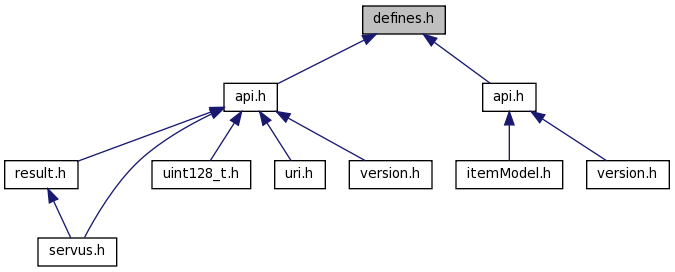 defines.h
api.h
api.h
result.h
uint128_t.h
uri.h
version.h
itemModel.h
version.h
servus.h